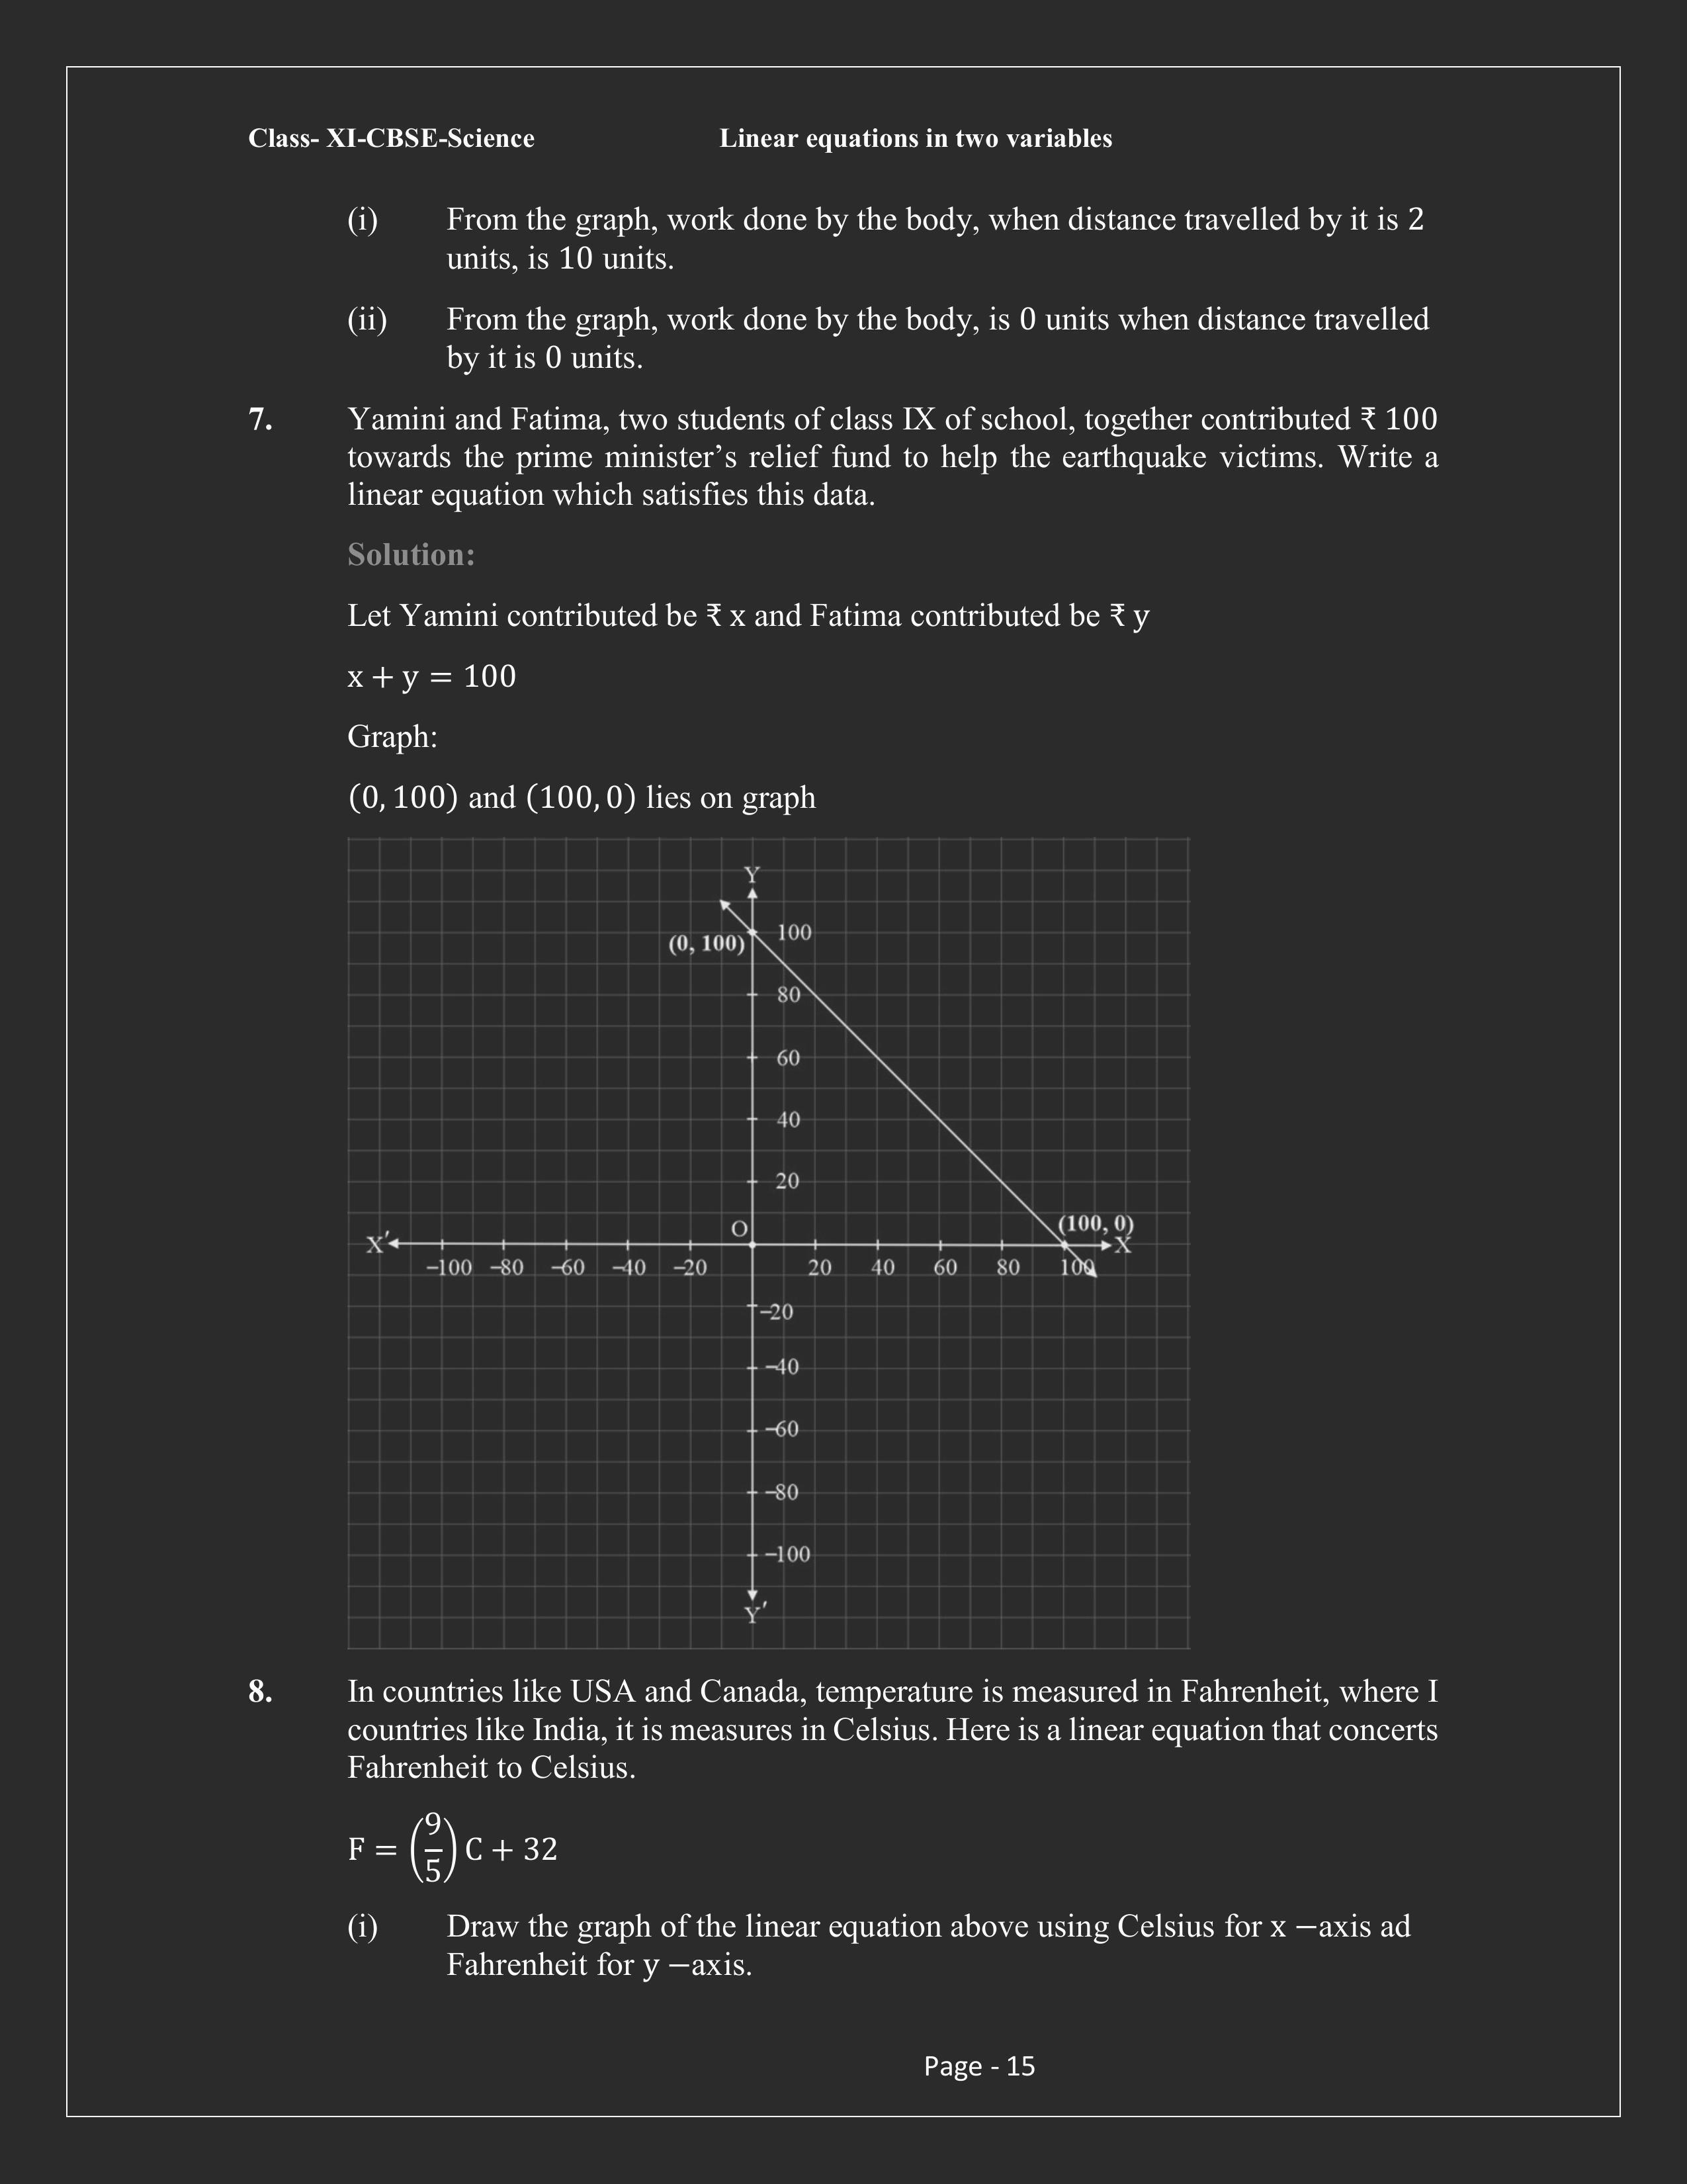 Class- XI-CBSE-Science Linear equations in two variables
(i) From the graph, work done by the body, when distance travelled by it is 2
units, is 10 units.
(ii) From the graph, work done by the body, is 0 units when distance travelled
by it is 0 units.
7. Yamini and Fatima, two students of class IX of school, together contributed ₹ 100
towards the prime minister’s relief fund to help the earthquake victims. Write a
linear equation which satisfies this data.
Solution:
Let Yamini contributed be ₹ x and Fatima contributed be ₹ y
x + y = 100
Graph:
(0, 100) and (100, 0) lies on graph
Y
100
(0, 100)
80
60
40
20
O
(100, 0)
X′ X
−100 −80 −60 −40 −20 20 40 60 80 100
−20
−40
−60
−80
−100
Y′
8. In countries like USA and Canada, temperature is measured in Fahrenheit, where I
countries like India, it is measures in Celsius. Here is a linear equation that concerts
Fahrenheit to Celsius.
F = (9/5) C + 32
(i) Draw the graph of the linear equation above using Celsius for x −axis ad
Fahrenheit for y −axis.
Page - 15